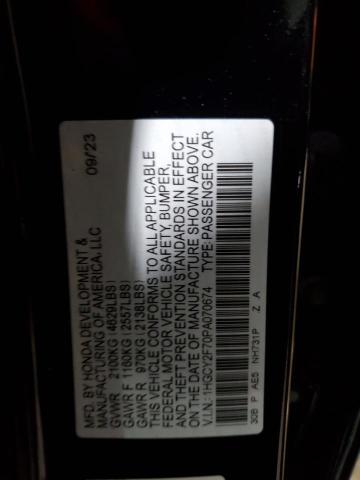 MFD. BY HONDA DEVELOPMENT & 09/23
MANUFACTURING OF AMERICA, LLC
GVWR 2100KG (4629LBS)
GAWR F 1160KG (2557LBS)
GAWR R 970KG (2138LBS)
THIS VEHICLE CONFORMS TO ALL APPLICABLE
FEDERAL MOTOR VEHICLE SAFETY, BUMPER,
AND THEFT PREVENTION STANDARDS IN EFFECT
ON THE DATE OF MANUFACTURE SHOWN ABOVE.
V.I.N.: 1HGCY2F70PA070674 TYPE: PASSENGER CAR
30B P AE5 NH731P Z A